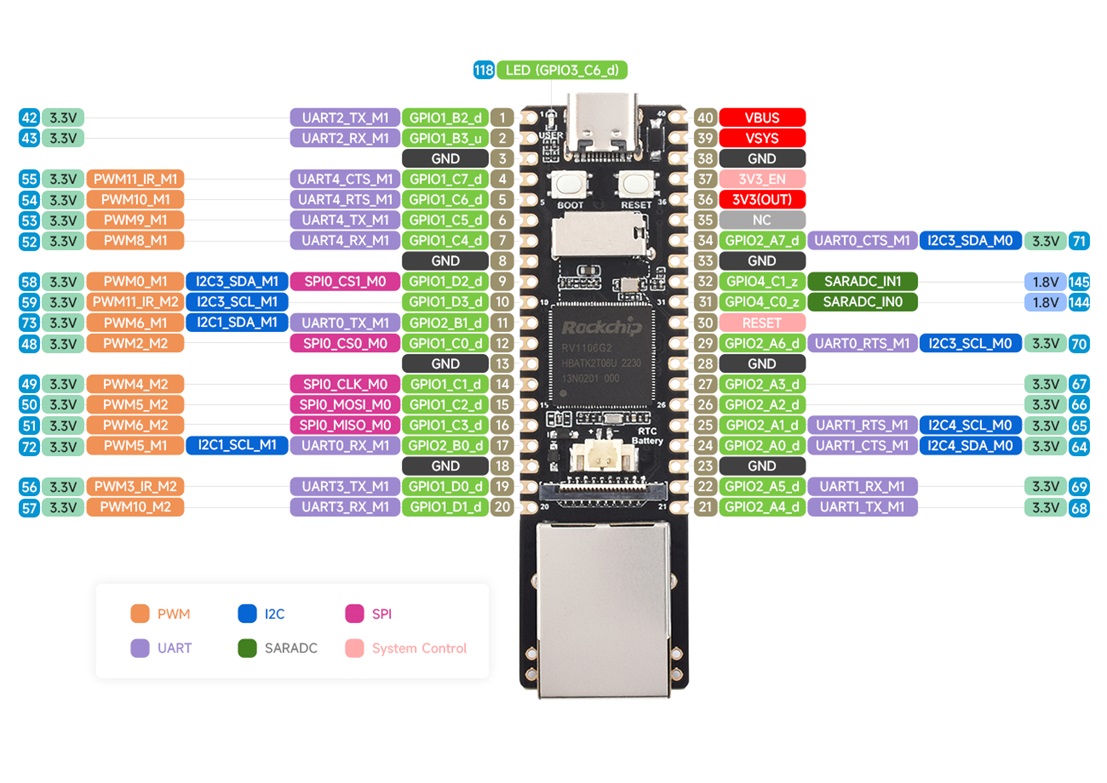 118 LED (GPIO3_C6_d)
42 3.3V UART2_TX_M1 GPIO1_B2_d 1 1 40 40 VBUS
43 3.3V UART2_RX_M1 GPIO1_B3_u 2 USER 39 VSYS
GND 3 38 GND
55 3.3V PWM11_IR_M1 UART4_CTS_M1 GPIO1_C7_d 4 37 3V3_EN
54 3.3V PWM10_M1 UART4_RTS_M1 GPIO1_C6_d 5 5 BOOT RESET 36 36 3V3(OUT)
53 3.3V PWM9_M1 UART4_TX_M1 GPIO1_C5_d 6 35 NC
52 3.3V PWM8_M1 UART4_RX_M1 GPIO1_C4_d 7 34 GPIO2_A7_d UART0_CTS_M1 I2C3_SDA_M0 3.3V 71
GND 8 33 GND
58 3.3V PWM0_M1 I2C3_SDA_M1 SPI0_CS1_M0 GPIO1_D2_d 9 32 GPIO4_C1_z SARADC_IN1 1.8V 145
59 3.3V PWM11_IR_M2 I2C3_SCL_M1 GPIO1_D3_d 10 10 31 31 GPIO4_C0_z SARADC_IN0 1.8V 144
73 3.3V PWM6_M1 I2C1_SDA_M1 UART0_TX_M1 GPIO2_B1_d 11 Rockchip 30 RESET
48 3.3V PWM2_M2 SPI0_CS0_M0 GPIO1_C0_d 12 RV1106G2 29 GPIO2_A6_d UART0_RTS_M1 I2C3_SCL_M0 3.3V 70
GND 13 HBATK2T06U 2230 28 GND
49 3.3V PWM4_M2 SPI0_CLK_M0 GPIO1_C1_d 14 13N0201 000 27 GPIO2_A3_d 3.3V 67
50 3.3V PWM5_M2 SPI0_MOSI_M0 GPIO1_C2_d 15 15 26 26 GPIO2_A2_d 3.3V 66
51 3.3V PWM6_M2 SPI0_MISO_M0 GPIO1_C3_d 16 25 GPIO2_A1_d UART1_RTS_M1 I2C4_SCL_M0 3.3V 65
72 3.3V PWM5_M1 I2C1_SCL_M1 UART0_RX_M1 GPIO2_B0_d 17 + - RTC Battery 24 GPIO2_A0_d UART1_CTS_M1 I2C4_SDA_M0 3.3V 64
GND 18 23 GND
56 3.3V PWM3_IR_M2 UART3_TX_M1 GPIO1_D0_d 19 22 GPIO2_A5_d UART1_RX_M1 3.3V 69
57 3.3V PWM10_M2 UART3_RX_M1 GPIO1_D1_d 20 20 21 21 GPIO2_A4_d UART1_TX_M1 3.3V 68
PWM I2C SPI
UART SARADC System Control